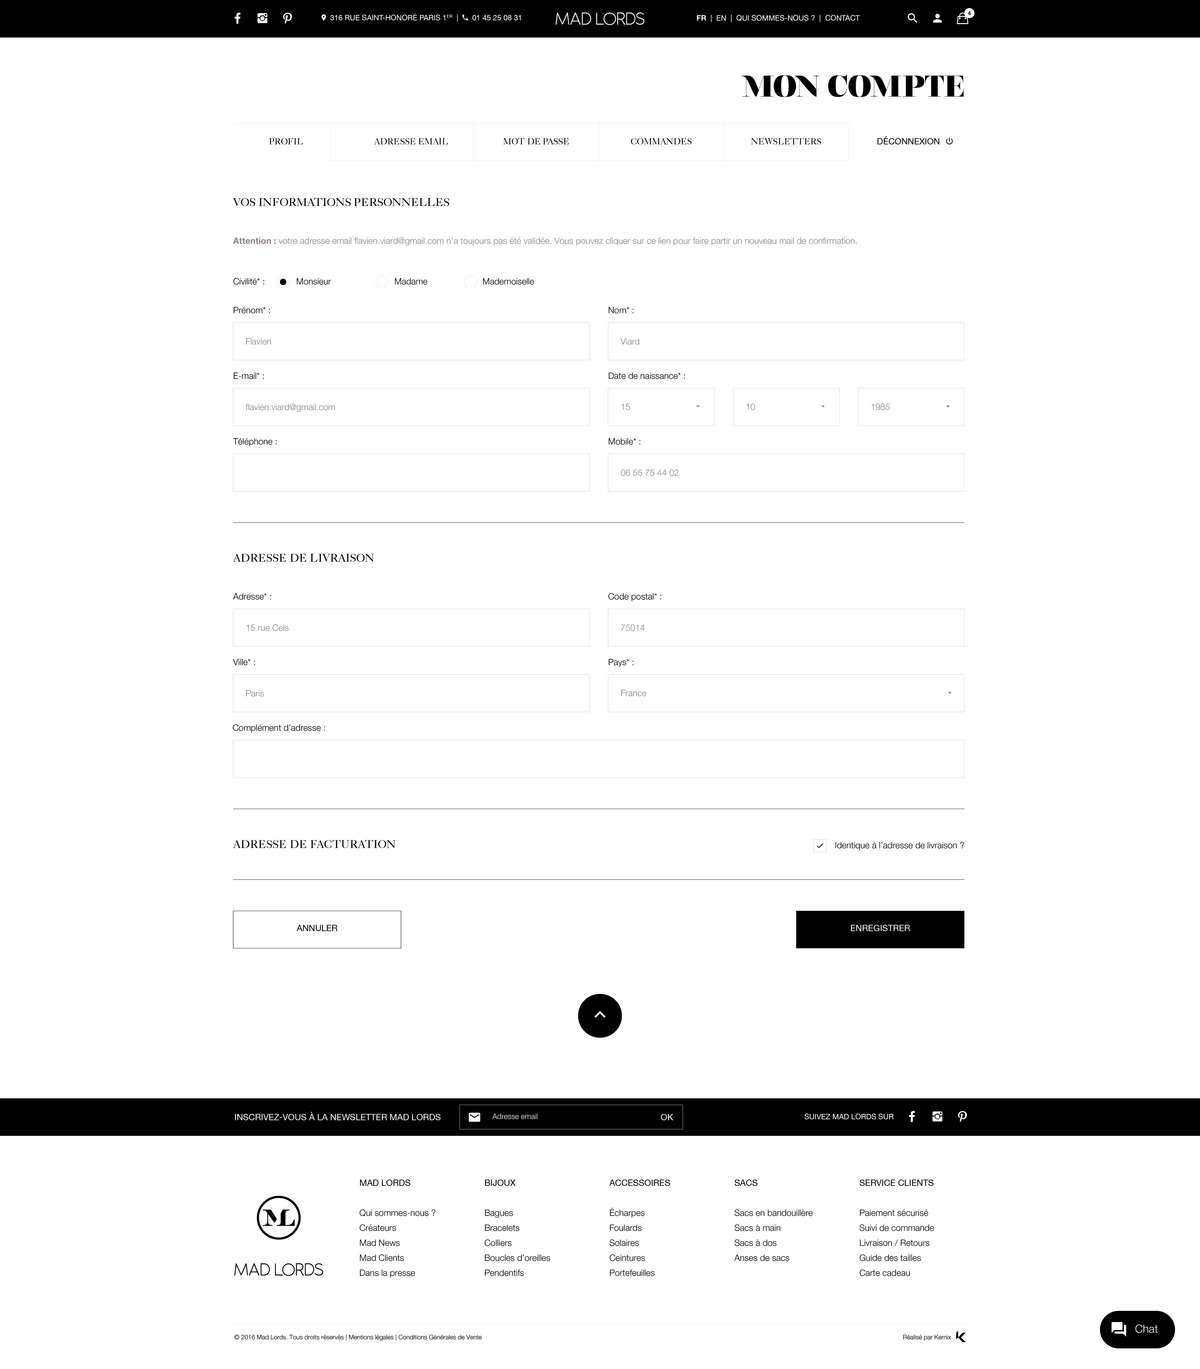 316 RUE SAINT-HONORÉ PARIS 1ER | 01 45 25 08 31
MAD LORDS
FR | EN | QUI SOMMES-NOUS ? | CONTACT
4
MON COMPTE
PROFIL
ADRESSE EMAIL
MOT DE PASSE
COMMANDES
NEWSLETTERS
DÉCONNEXION
VOS INFORMATIONS PERSONNELLES
Attention : votre adresse email flavien.viard@gmail.com n'a toujours pas été validée. Vous pouvez cliquer sur ce lien pour faire partir un nouveau mail de confirmation.
Civilité* :
Monsieur
Madame
Mademoiselle
Prénom* :
Nom* :
Flavien
Viard
E-mail* :
Date de naissance* :
flavien.viard@gmail.com
15
10
1985
Téléphone :
Mobile* :
06 55 75 44 02
ADRESSE DE LIVRAISON
Adresse* :
Code postal* :
15 rue Cels
75014
Ville* :
Pays* :
Paris
France
Complément d'adresse :
ADRESSE DE FACTURATION
Identique à l'adresse de livraison ?
ANNULER
ENREGISTRER
INSCRIVEZ-VOUS À LA NEWSLETTER MAD LORDS
Adresse email
OK
SUIVEZ MAD LORDS SUR
ML
MAD LORDS
MAD LORDS
Qui sommes-nous ?
Créateurs
Mad News
Mad Clients
Dans la presse
BIJOUX
Bagues
Bracelets
Colliers
Boucles d'oreilles
Pendentifs
ACCESSOIRES
Écharpes
Foulards
Solaires
Ceintures
Portefeuilles
SACS
Sacs en bandouillère
Sacs à main
Sacs à dos
Anses de sacs
SERVICE CLIENTS
Paiement sécurisé
Suivi de commande
Livraison / Retours
Guide des tailles
Carte cadeau
© 2016 Mad Lords. Tous droits réservés | Mentions légales | Conditions Générales de Vente
Réalisé par Kernix
Chat